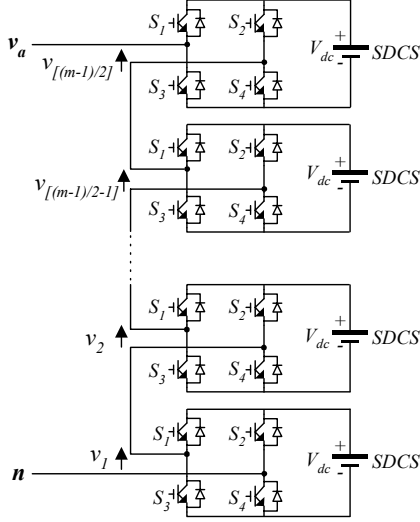 S1 S2
va
v[(m-1)/2]
Vdc + - SDCS
S3 S4
S1 S2
v[(m-1)/2-1]
Vdc + - SDCS
S3 S4
S1 S2
v2
Vdc + - SDCS
S3 S4
S1 S2
v1
Vdc + - SDCS
n
S3 S4